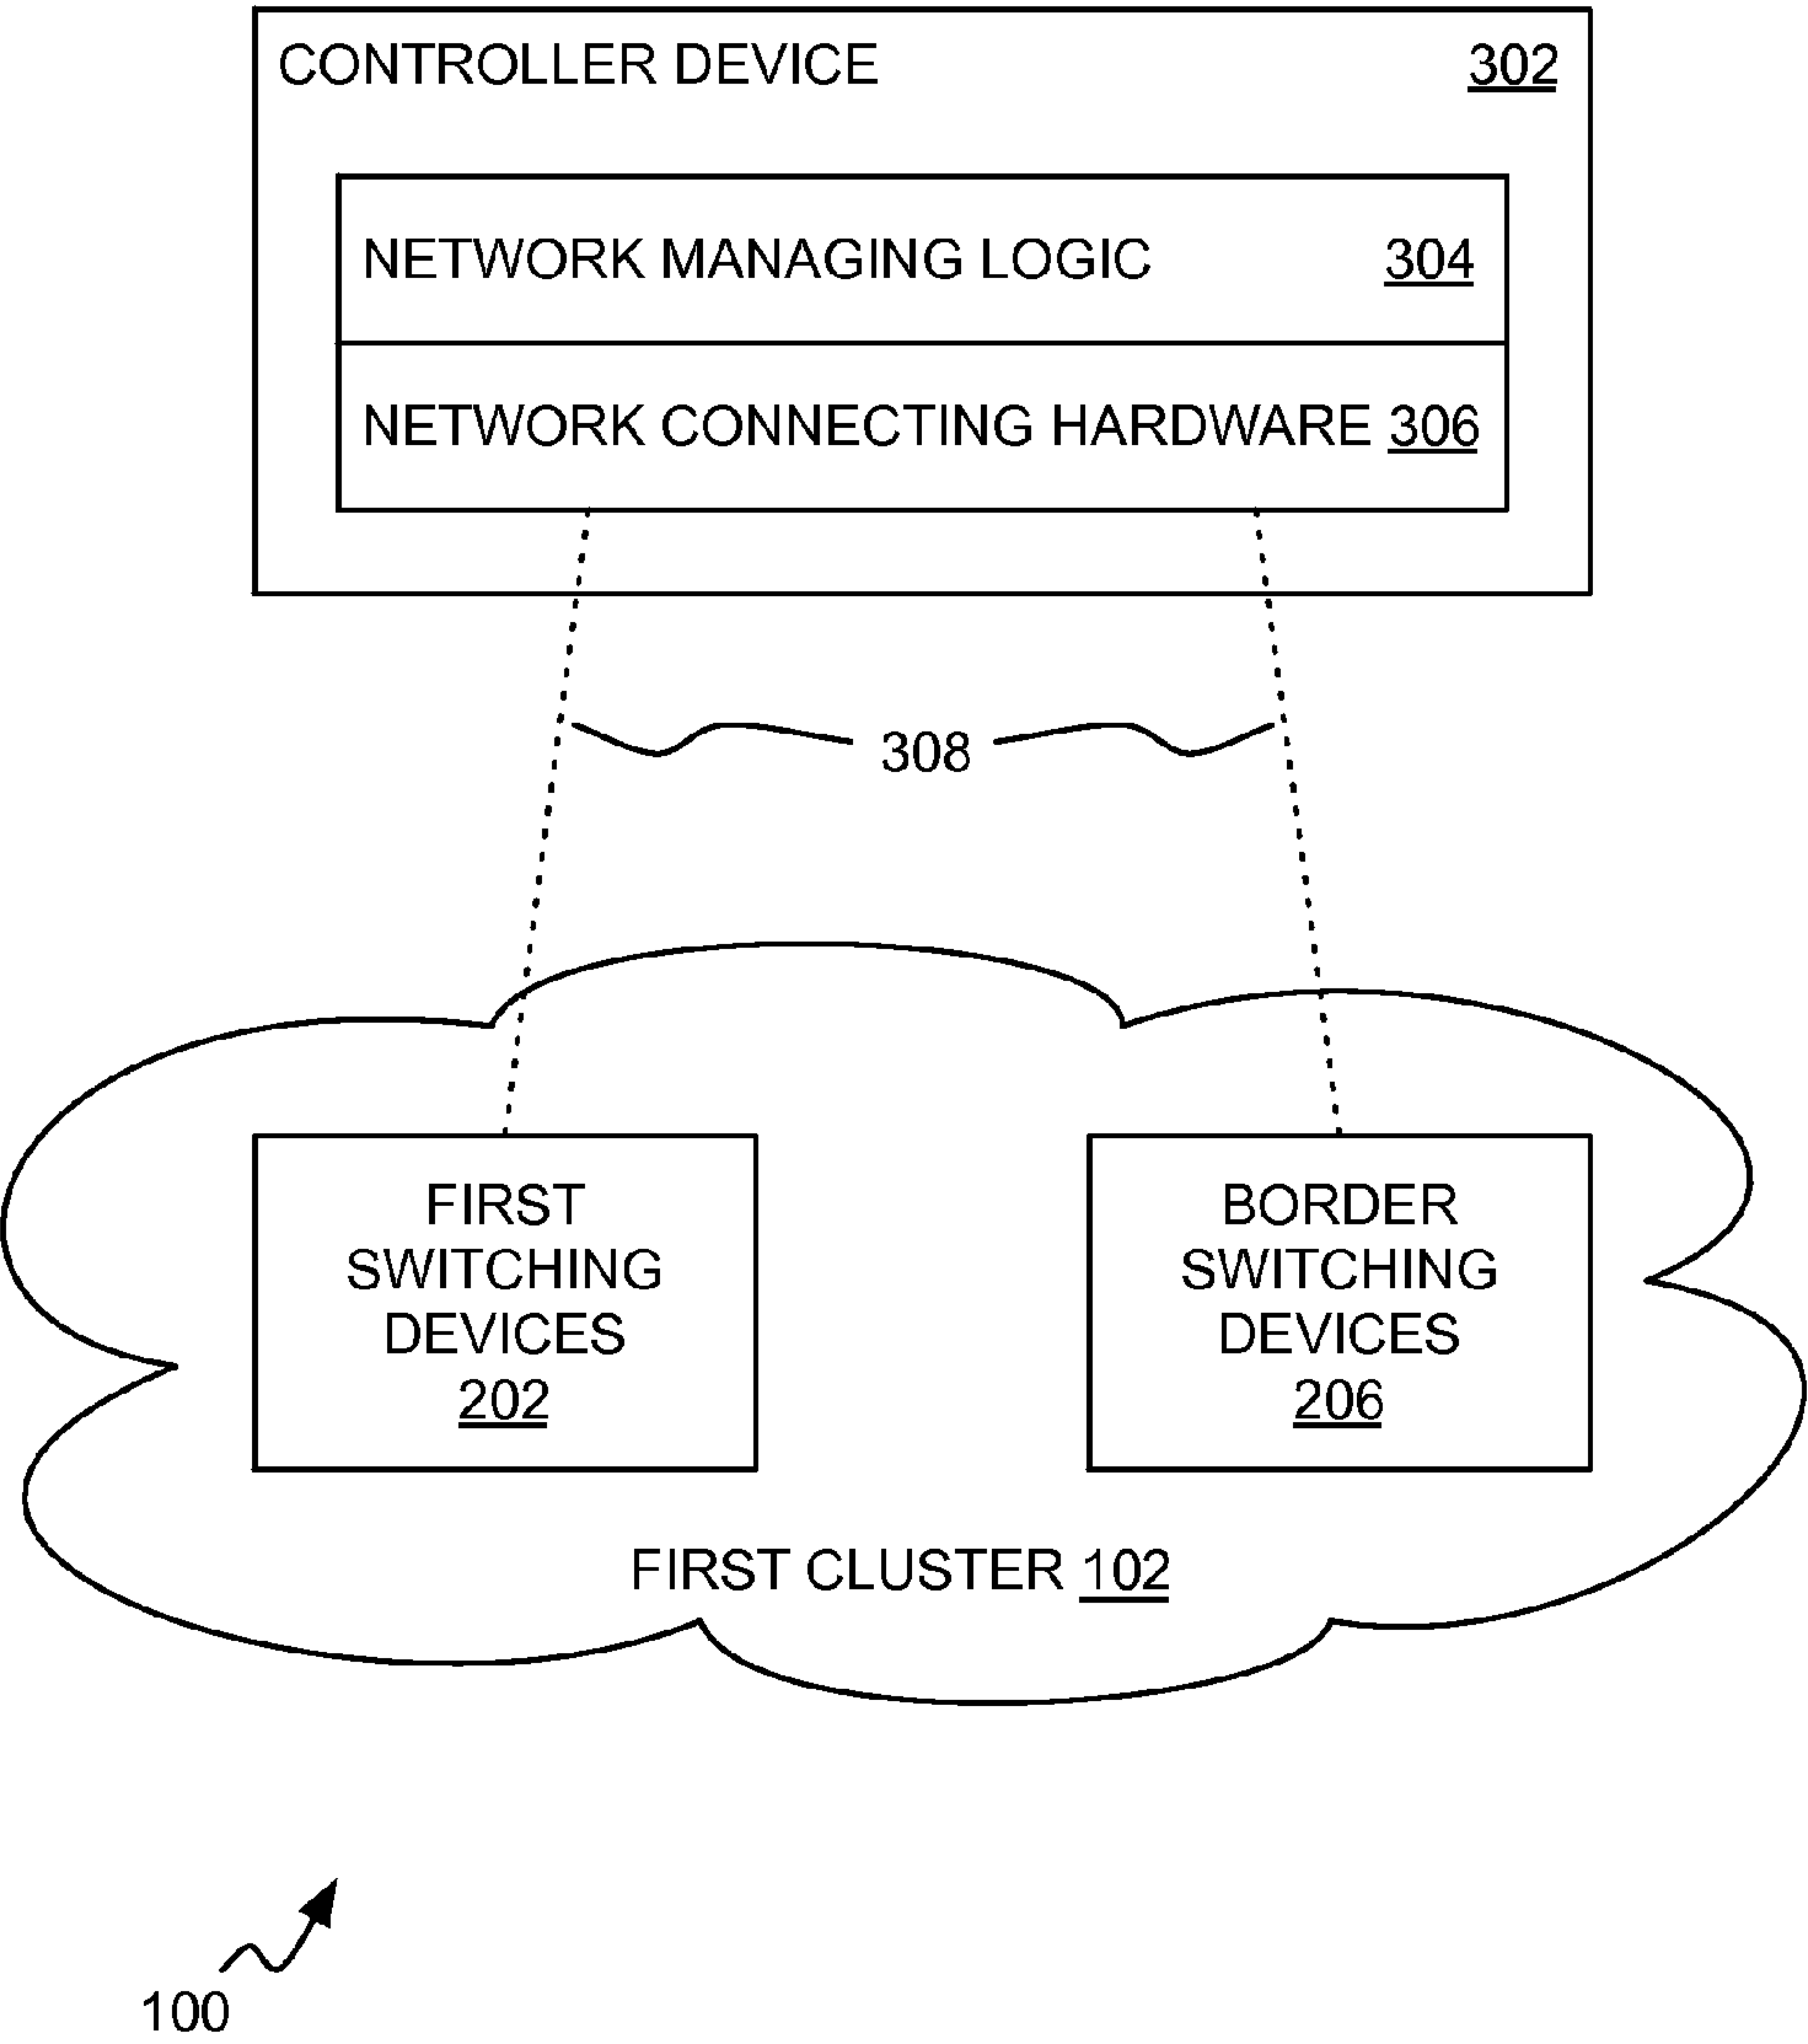 CONTROLLER DEVICE 302
NETWORK MANAGING LOGIC 304
NETWORK CONNECTING HARDWARE 306
308
FIRST
SWITCHING
DEVICES
202
BORDER
SWITCHING
DEVICES
206
FIRST CLUSTER 102
100